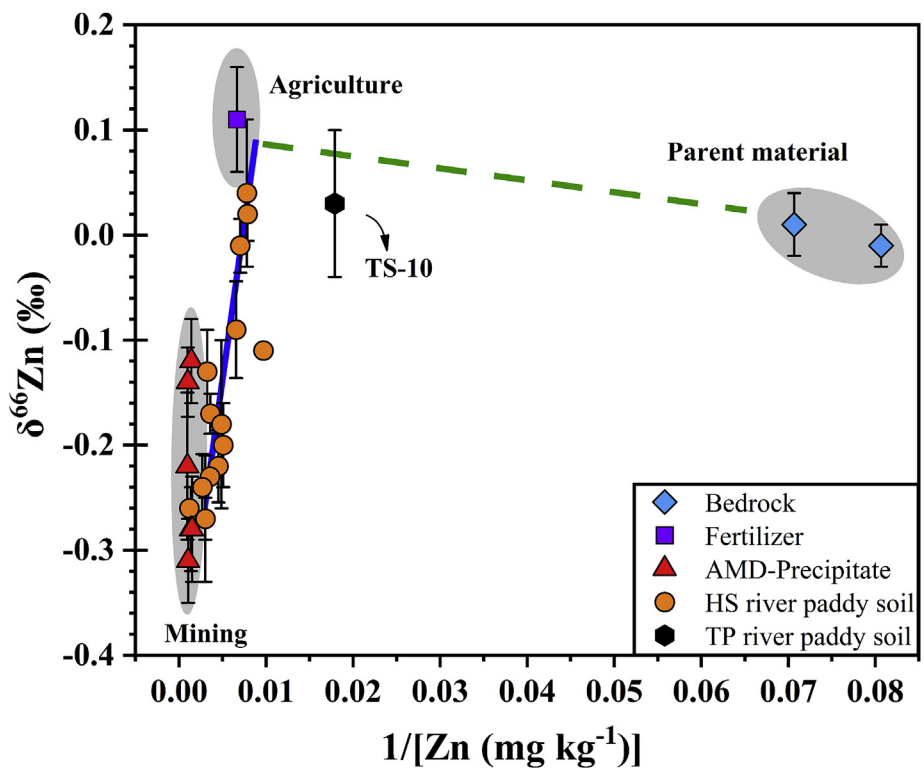 0.2
0.1
0.0
-0.1
-0.2
-0.3
-0.4
δ⁶⁶Zn (‰)
Agriculture
Parent material
TS-10
Mining
Bedrock
Fertilizer
AMD-Precipitate
HS river paddy soil
TP river paddy soil
0.00 0.01 0.02 0.03 0.04 0.05 0.06 0.07 0.08
1/[Zn (mg kg⁻¹)]